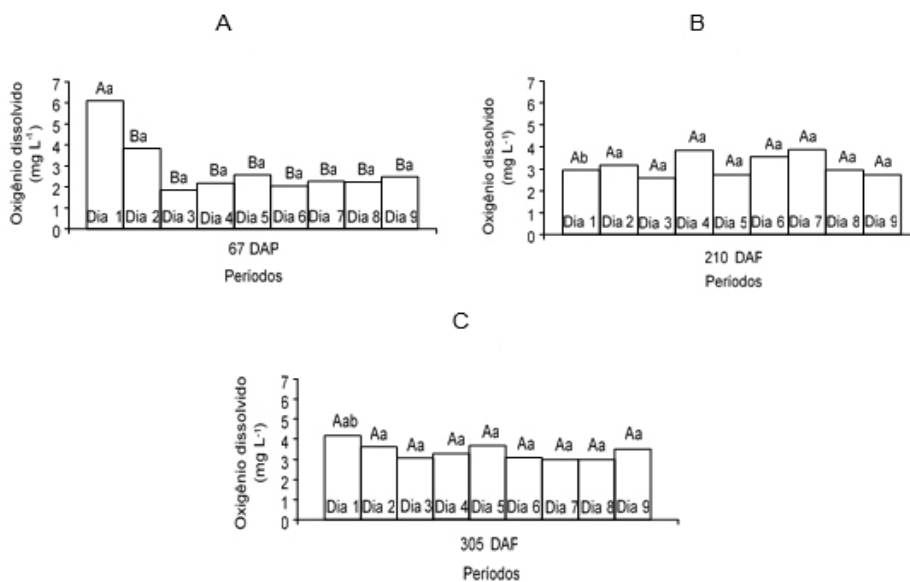 A
Oxigênio dissolvido
(mg L-1)
7
6
5
4
3
2
1
0
Aa
Ba
Ba
Ba
Ba
Ba
Ba
Ba
Ba
Dia 1
Dia 2
Dia 3
Dia 4
Dia 5
Dia 6
Dia 7
Dia 8
Dia 9
67 DAP
Períodos
B
Oxigênio dissolvido
(mg L-1)
7
6
5
4
3
2
1
0
Ab
Aa
Aa
Aa
Aa
Aa
Aa
Aa
Aa
Dia 1
Dia 2
Dia 3
Dia 4
Dia 5
Dia 6
Dia 7
Dia 8
Dia 9
210 DAF
Períodos
C
Oxigênio dissolvido
(mg L-1)
7
6
5
4
3
2
1
0
Aab
Aa
Aa
Aa
Aa
Aa
Aa
Aa
Aa
Dia 1
Dia 2
Dia 3
Dia 4
Dia 5
Dia 6
Dia 7
Dia 8
Dia 9
305 DAF
Períodos